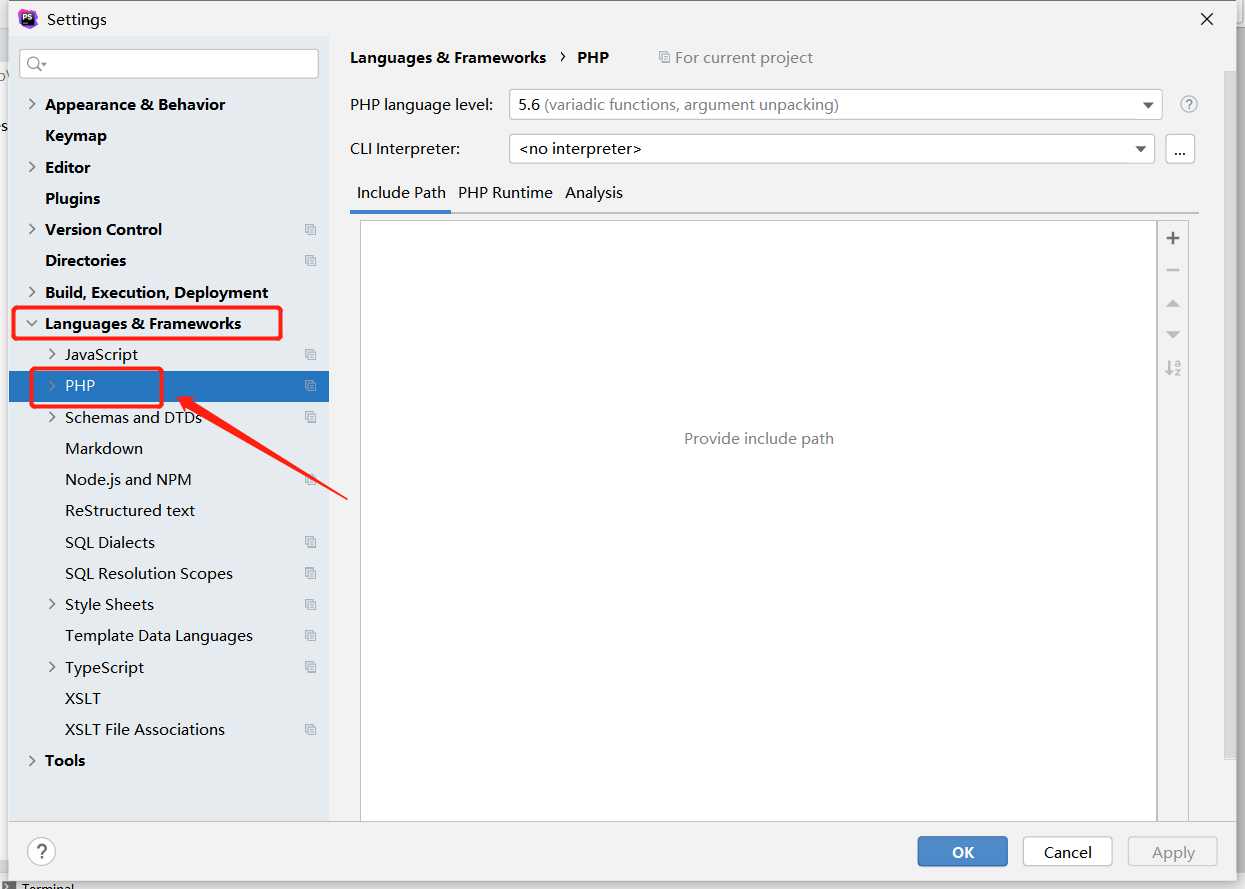 PS Settings
Appearance & Behavior
Keymap
Editor
Plugins
Version Control
Directories
Build, Execution, Deployment
Languages & Frameworks
JavaScript
PHP
Schemas and DTDs
Markdown
Node.js and NPM
ReStructured text
SQL Dialects
SQL Resolution Scopes
Style Sheets
Template Data Languages
TypeScript
XSLT
XSLT File Associations
Tools
Languages & Frameworks › PHP For current project
PHP language level: 5.6 (variadic functions, argument unpacking) ?
CLI Interpreter: <no interpreter> ...
Include Path PHP Runtime Analysis
Provide include path
? OK Cancel Apply
Terminal